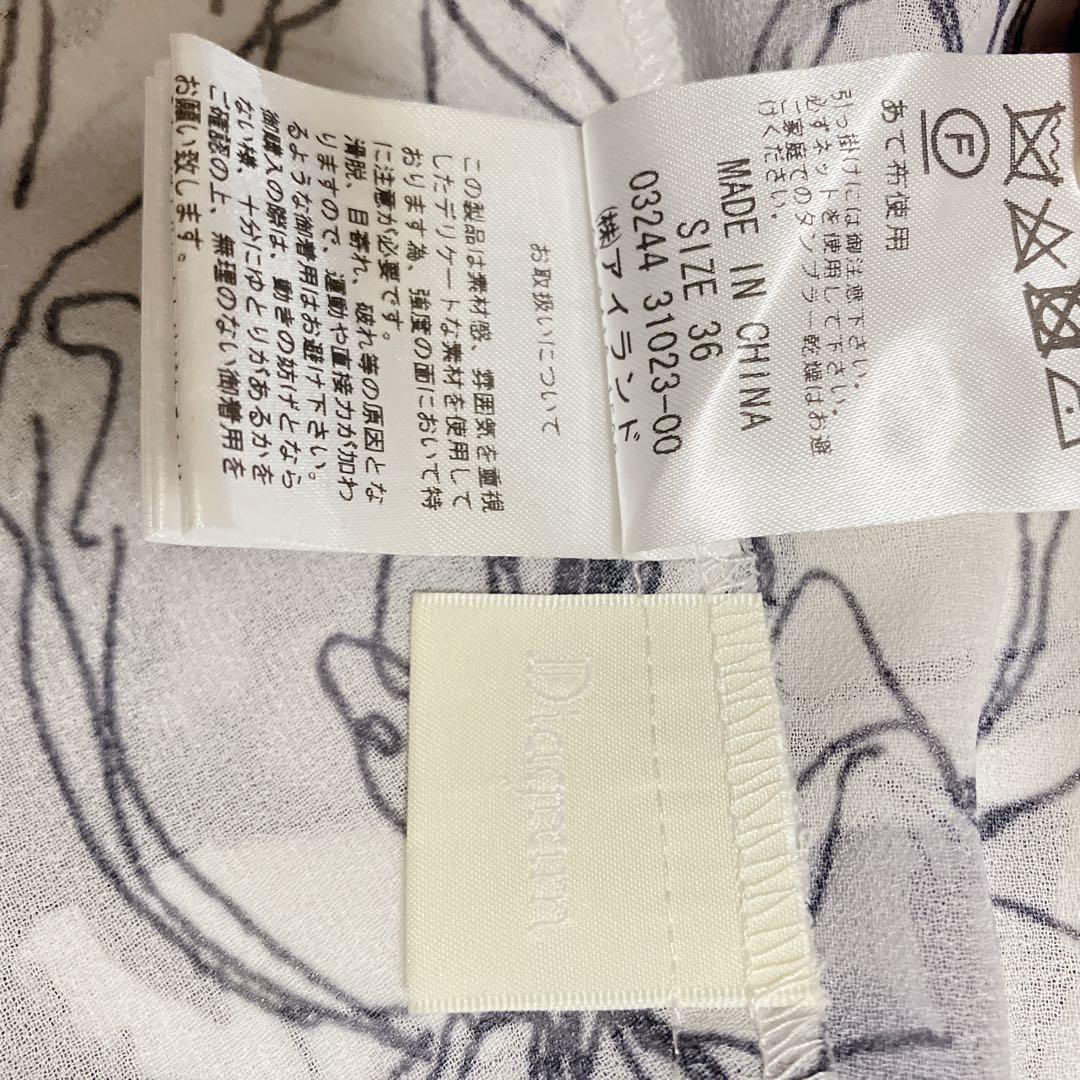 Ⓕ
あて布使用
引っ掛けには御注意下さい。
必ずネットを使用して下さい。
ご家庭でのタンブラー乾燥はお避
けください。
MADE IN CHINA
SIZE 36
03244 31023-00
(株)アイランド
お取扱いについて
この製品は素材感、雰囲気を重視
したデリケートな素材を使用して
おります為、強度の面において特
に注意が必要です。
滑脱、目寄れ、破れ等の原因とな
りますので、運動や直接力が加わ
るような御着用はお避け下さい。
御購入の際は、動きの妨げとなら
ない様、十分にゆとりがあるかを
ご確認の上、無理のない御着用を
お願い致します。